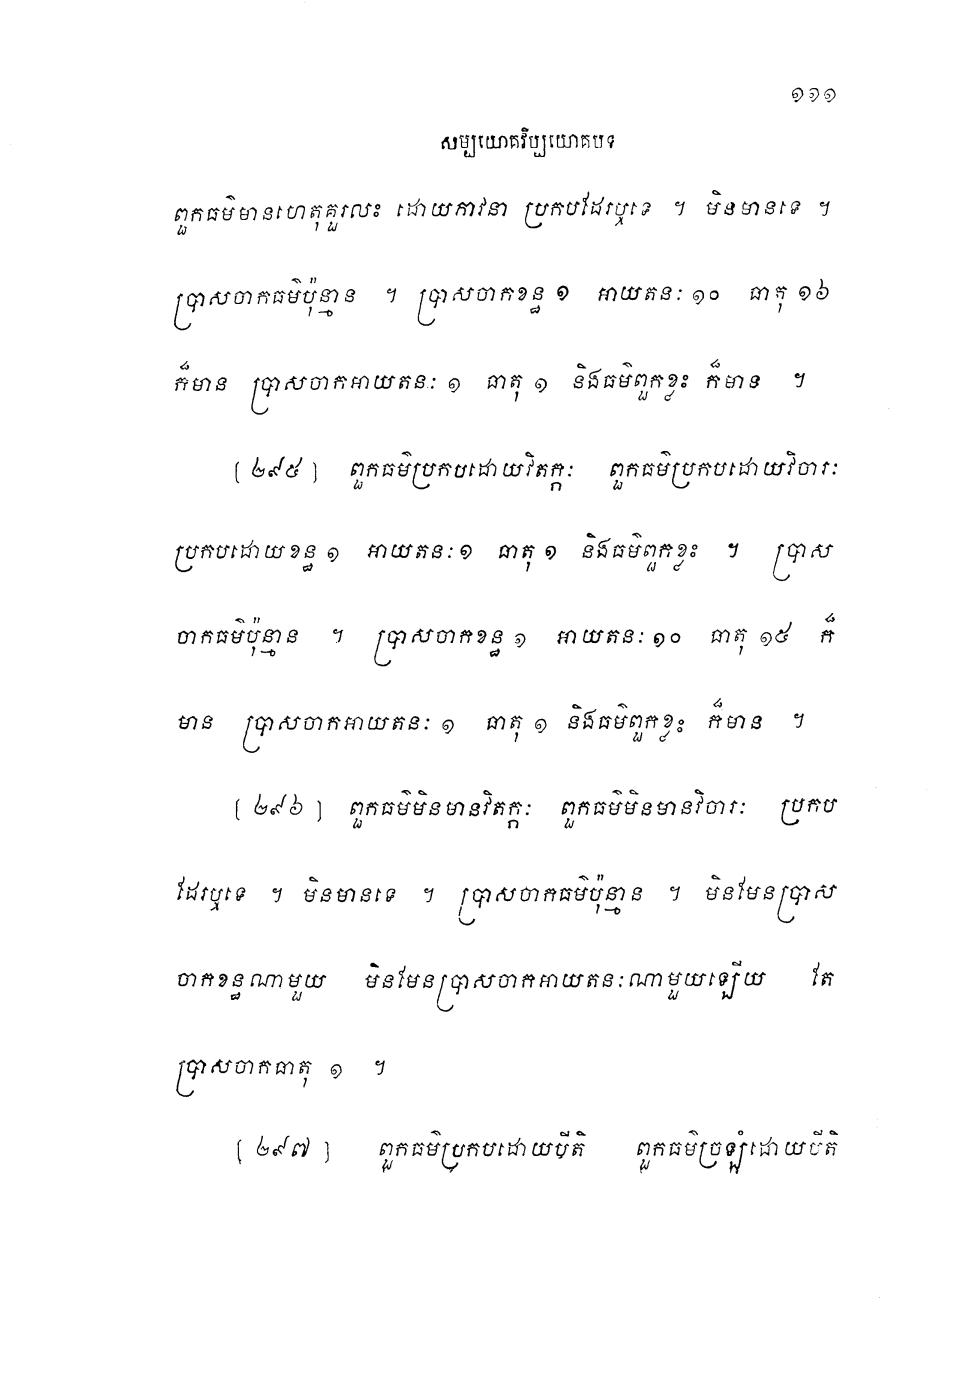 ១១១
សម្បយោគវិប្បយោគបទ
ពួកធម៌មានហេតុគួរលះ ដោយភាវនា ប្រកបដែរឬទេ ។ មិនមានទេ ។
ប្រាសចាកធម៌ប៉ុន្មាន ។ ប្រាសចាកខន្ធ ១ អាយតនៈ ១០ ធាតុ ១៦
ក៏មាន ប្រាសចាកអាយតនៈ ១ ធាតុ ១ និងធម៌ពួកខ្លះ ក៏មាន ។
[ ២៩៥ ] ពួកធម៌ប្រកបដោយវិតក្កៈ ពួកធម៌ប្រកបដោយវិចារៈ
ប្រកបដោយខន្ធ ១ អាយតនៈ ១ ធាតុ ១ និងធម៌ពួកខ្លះ ។ ប្រាស
ចាកធម៌ប៉ុន្មាន ។ ប្រាសចាកខន្ធ ១ អាយតនៈ ១០ ធាតុ ១៥ ក៏
មាន ប្រាសចាកអាយតនៈ ១ ធាតុ ១ និងធម៌ពួកខ្លះ ក៏មាន ។
[ ២៩៦ ] ពួកធម៌មិនមានវិតក្កៈ ពួកធម៌មិនមានវិចារៈ ប្រកប
ដែរឬទេ ។ មិនមានទេ ។ ប្រាសចាកធម៌ប៉ុន្មាន ។ មិនមែនប្រាស
ចាកខន្ធណាមួយ មិនមែនប្រាសចាកអាយតនៈណាមួយឡើយ តែ
ប្រាសចាកធាតុ ១ ។
[ ២៩៧ ] ពួកធម៌ប្រកបដោយបីតិ ពួកធម៌ច្រឡំដោយបីតិ